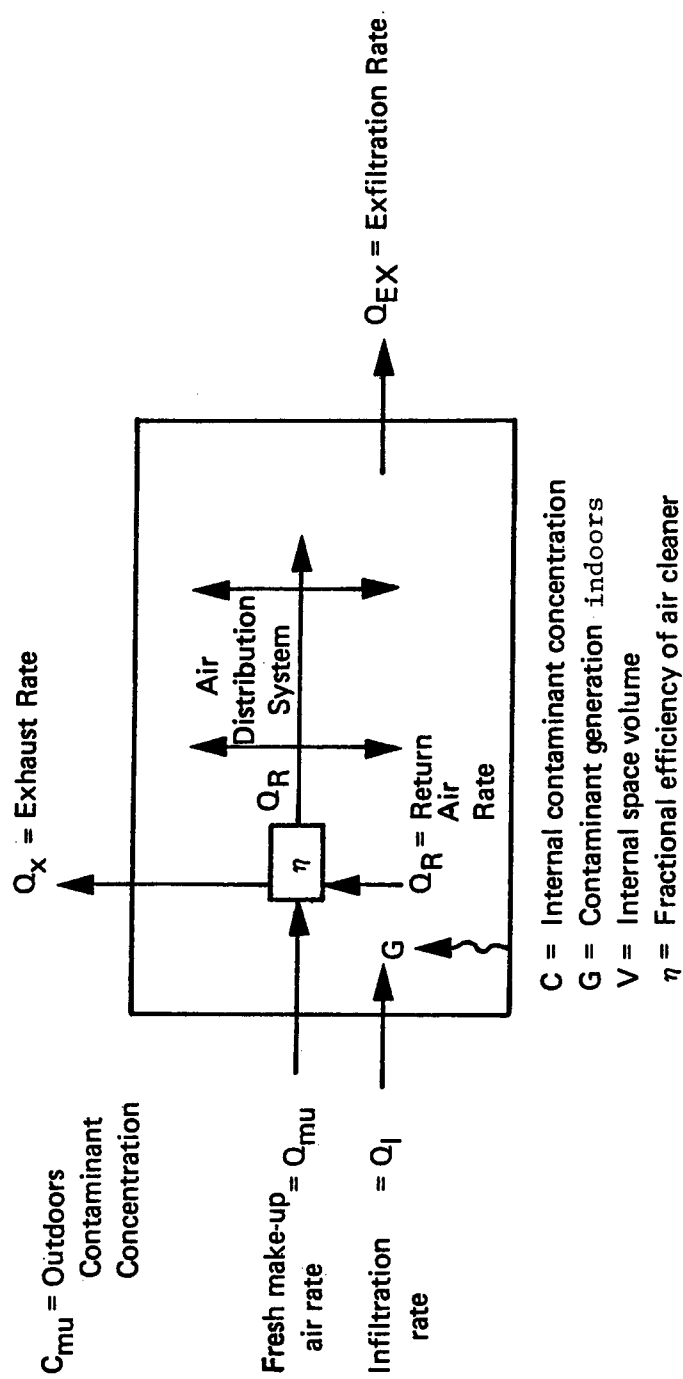 C_mu = Outdoors
Contaminant
Concentration
Q_X = Exhaust Rate
Fresh make-up
air rate = Q_mu
Infiltration = Q_I
rate
η
Q_R
Air
Distribution
System
Q_R = Return
Air
Rate
G
Q_EX = Exfiltration Rate
C = Internal contaminant concentration
G = Contaminant generation indoors
V = Internal space volume
η = Fractional efficiency of air cleaner